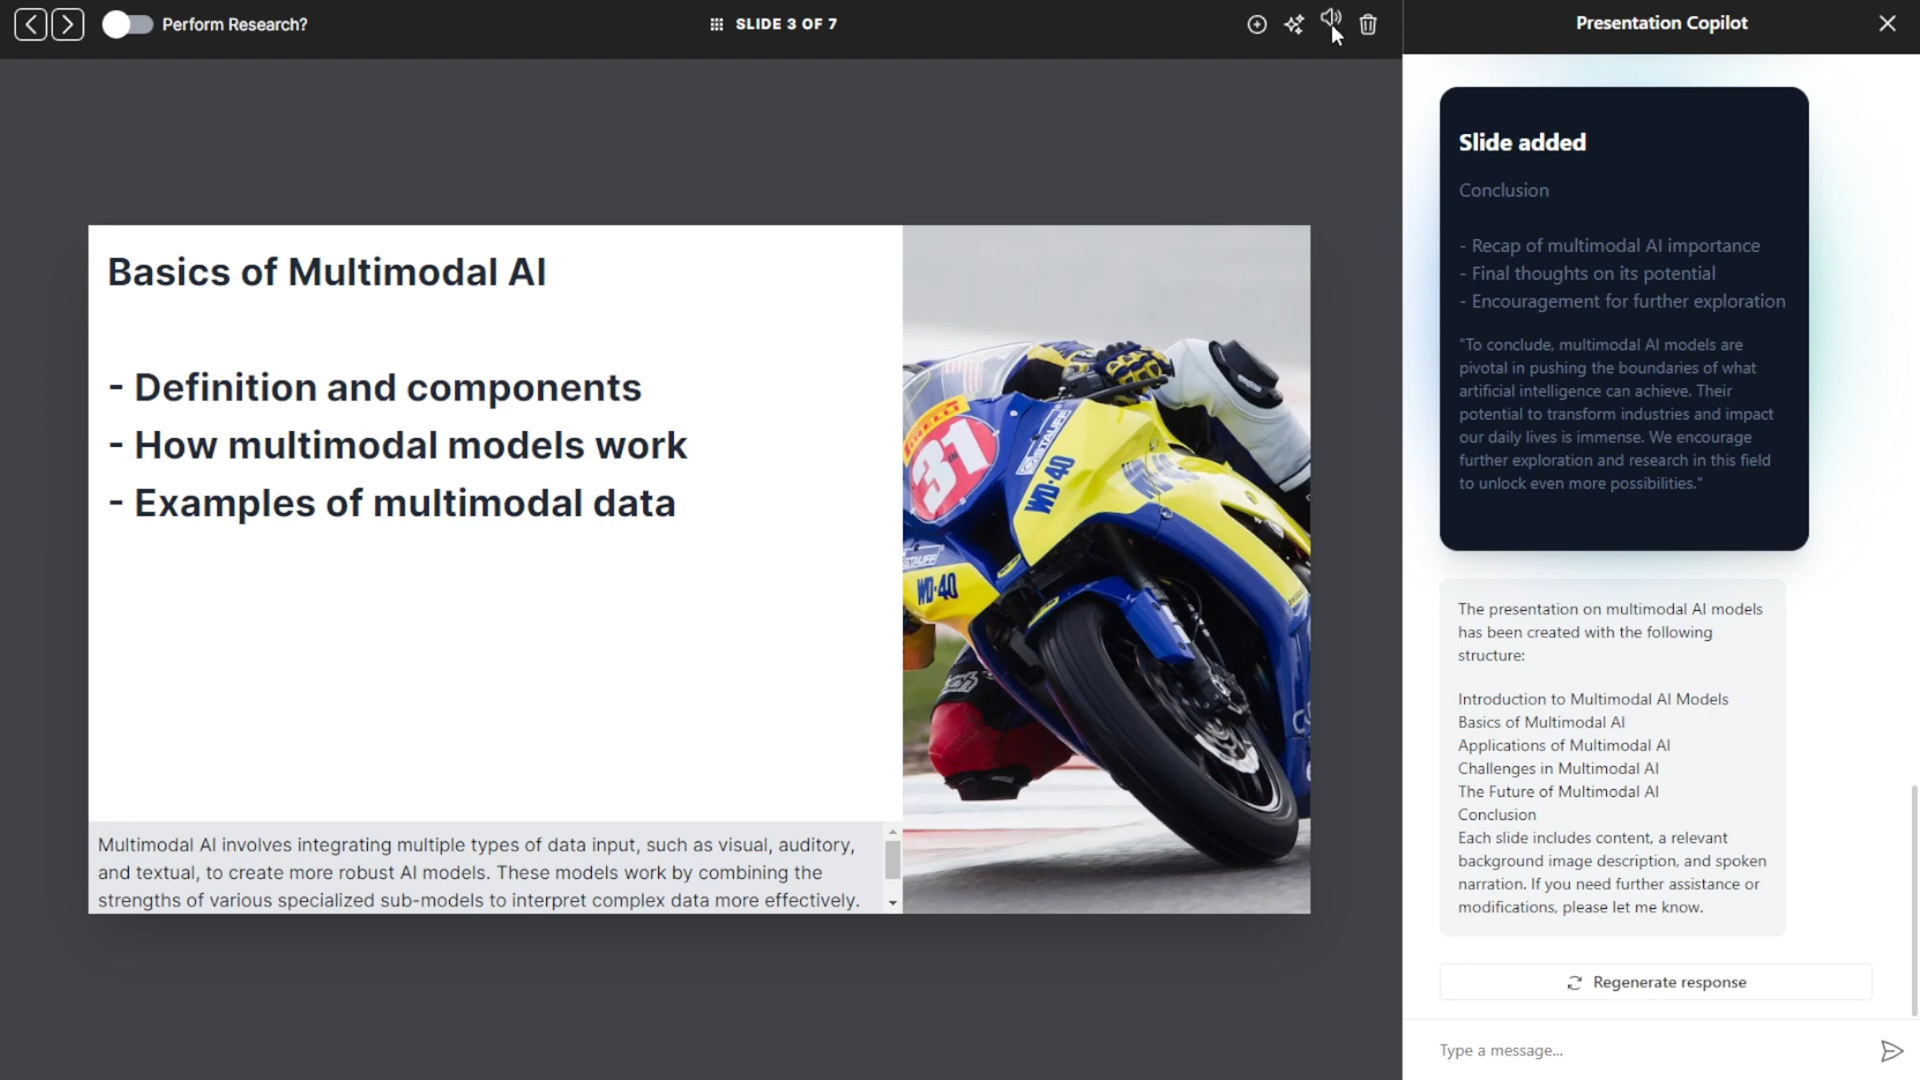 Perform Research?
SLIDE 3 OF 7
Presentation Copilot
Basics of Multimodal AI
- Definition and components
- How multimodal models work
- Examples of multimodal data
Multimodal AI involves integrating multiple types of data input, such as visual, auditory,
and textual, to create more robust AI models. These models work by combining the
strengths of various specialized sub-models to interpret complex data more effectively.
PIRELLI
31
STAUFF
WD-40
STAUFF
WD-40
Slide added
Conclusion
- Recap of multimodal AI importance
- Final thoughts on its potential
- Encouragement for further exploration
"To conclude, multimodal AI models are
pivotal in pushing the boundaries of what
artificial intelligence can achieve. Their
potential to transform industries and impact
our daily lives is immense. We encourage
further exploration and research in this field
to unlock even more possibilities."
The presentation on multimodal AI models
has been created with the following
structure:
Introduction to Multimodal AI Models
Basics of Multimodal AI
Applications of Multimodal AI
Challenges in Multimodal AI
The Future of Multimodal AI
Conclusion
Each slide includes content, a relevant
background image description, and spoken
narration. If you need further assistance or
modifications, please let me know.
Regenerate response
Type a message...